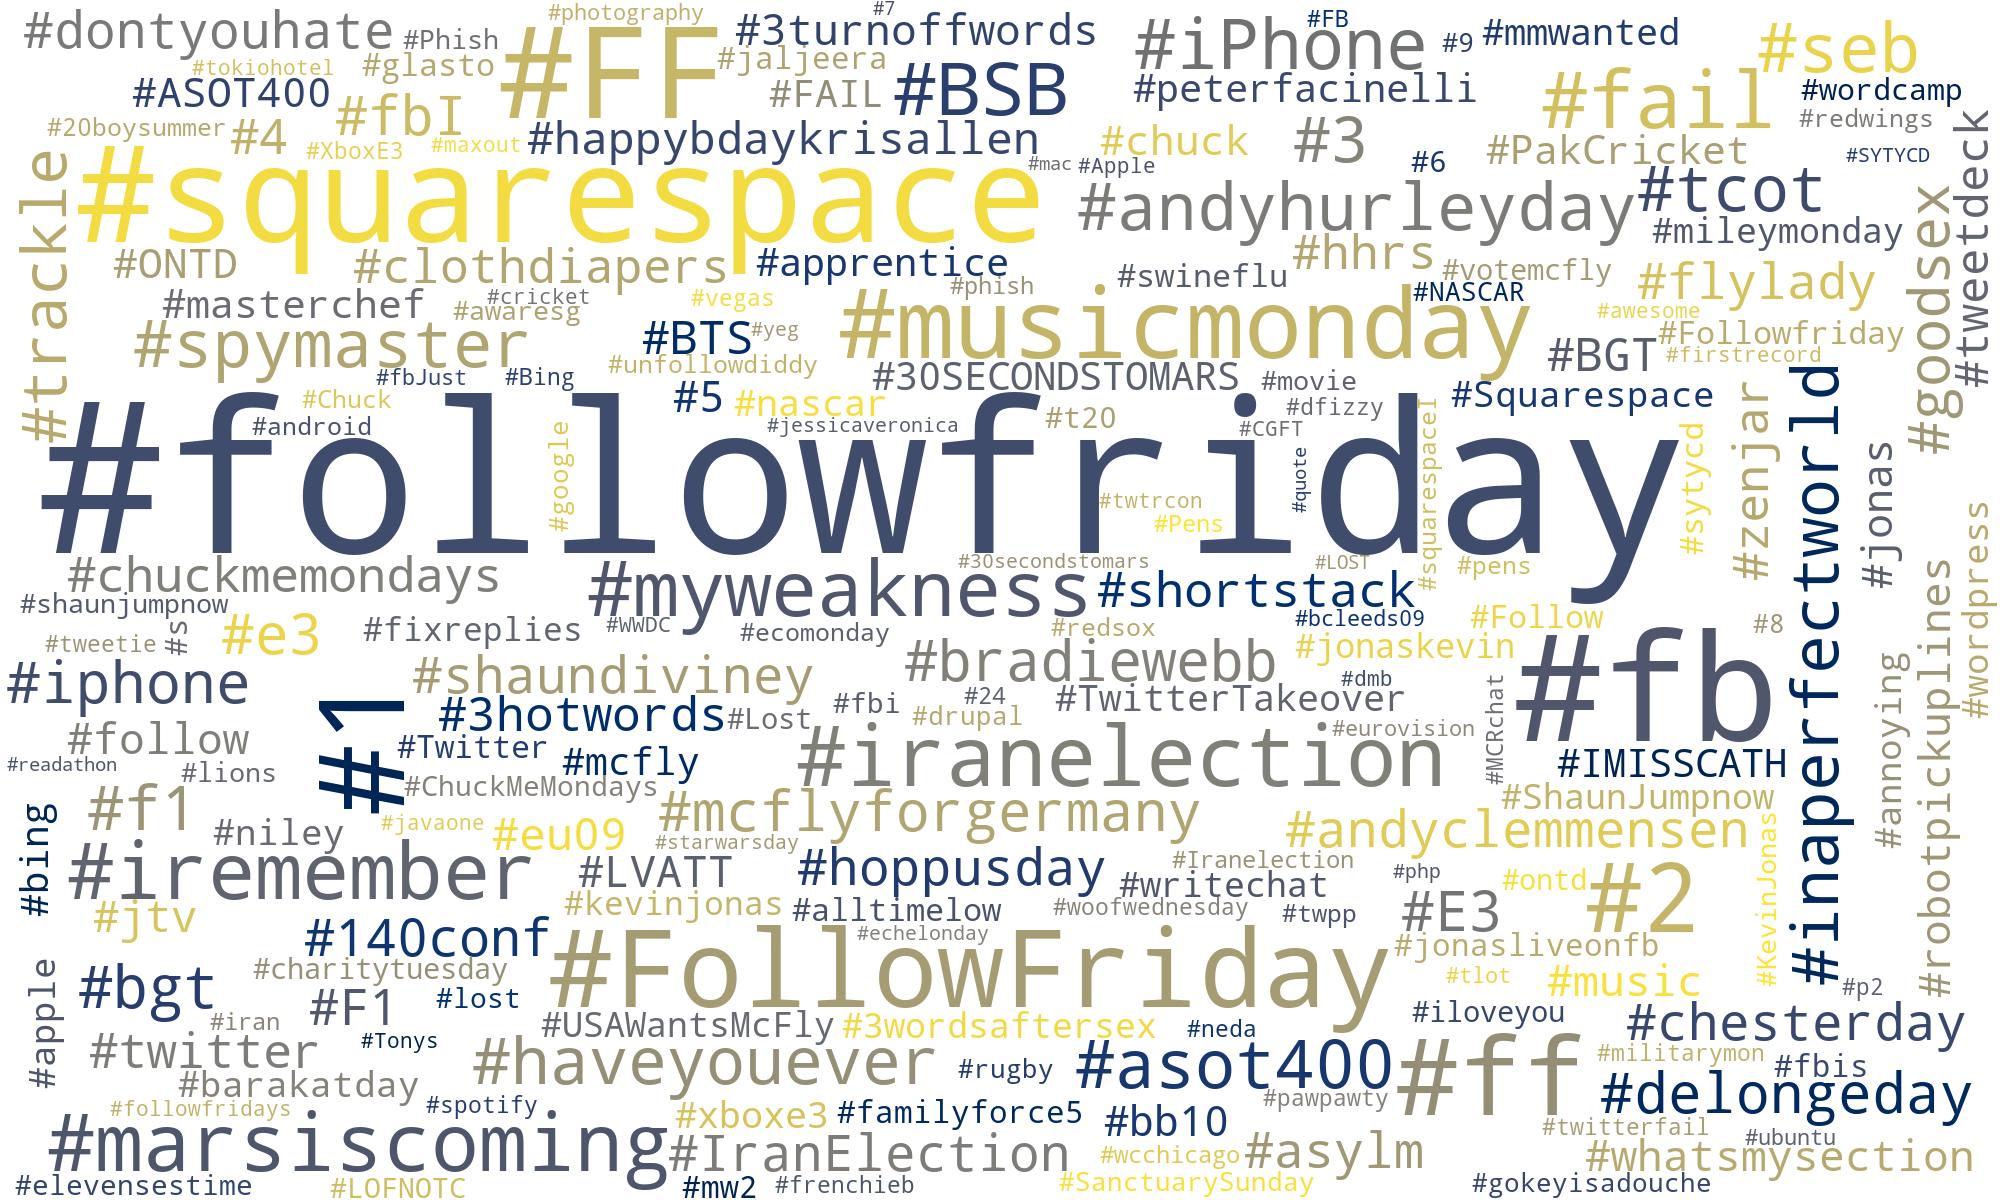 #dontyouhate
#Phish
#photography
#7
#3turnoffwords
#iPhone
#FB
#9
#mmwanted
#seb
#tokiohotel
#glasto
#FF
#jaljeera
#ASOT400
#fbI
#FAIL
#BSB
#peterfacinelli
#fail
#wordcamp
#20boysummer
#4
#XboxE3
#maxout
#happybdaykrisallen
#chuck
#3
#6
#PakCricket
#redwings
#SYTYCD
#tweetdeck
#trackle
#squarespace
#mac
#Apple
#andyhurleyday
#tcot
#mileymonday
#goodsex
#ONTD
#clothdiapers
#apprentice
#swineflu
#hhrs
#votemcfly
#flylady
#masterchef
#cricket
#awaresg
#vegas
#phish
#musicmonday
#NASCAR
#awesome
#spymaster
#BTS
#yeg
#unfollowdiddy
#BGT
#Followfriday
#firstrecord
#fbJust
#Bing
#30SECONDSTOMARS
#movie
#Squarespace
#Chuck
#android
#5
#nascar
#jessicaveronica
#t20
#dfizzy
#CGFT
#followfriday
#google
#twtrcon
#Pens
#quote
#squarespaceI
#sytycd
#zenjar
#inaperfectworld
#jonas
#wordpress
#chuckmemondays
#myweakness
#30secondstomars
#shortstack
#LOST
#pens
#shaunjumpnow
#tweetie
#s
#e3
#fixreplies
#WWDC
#ecomonday
#redsox
#bcleeds09
#Follow
#8
#jonaskevin
#fb
#robotpickuplines
#iphone
#shaundiviney
#bradiewebb
#dmb
#annoying
#1
#3hotwords
#Lost
#fbi
#24
#drupal
#TwitterTakeover
#eurovision
#MCRchat
#follow
#Twitter
#mcfly
#iranelection
#IMISSCATH
#readathon
#lions
#ChuckMeMondays
#ShaunJumpnow
#f1
#niley
#javaone
#eu09
#mcflyforgermany
#starwarsday
#andyclemmensen
#KevinJonas
#bing
#iremember
#LVATT
#hoppusday
#Iranelection
#writechat
#php
#ontd
#2
#jtv
#kevinjonas
#alltimelow
#woofwednesday
#twpp
#E3
#140conf
#echelonday
#jonasliveonfb
#apple
#bgt
#charitytuesday
#FollowFriday
#tlot
#music
#p2
#F1
#lost
#iran
#Tonys
#USAWantsMcFly
#3wordsaftersex
#neda
#iloveyou
#chesterday
#twitter
#haveyouever
#rugby
#asot400
#ff
#militarymon
#fbis
#barakatday
#delongeday
#followfridays
#spotify
#xboxe3
#familyforce5
#bb10
#pawpawty
#twitterfail
#ubuntu
#marsiscoming
#IranElection
#wcchicago
#asylm
#whatsmysection
#elevensestime
#LOFNOTC
#mw2
#frenchieb
#SanctuarySunday
#gokeyisadouche